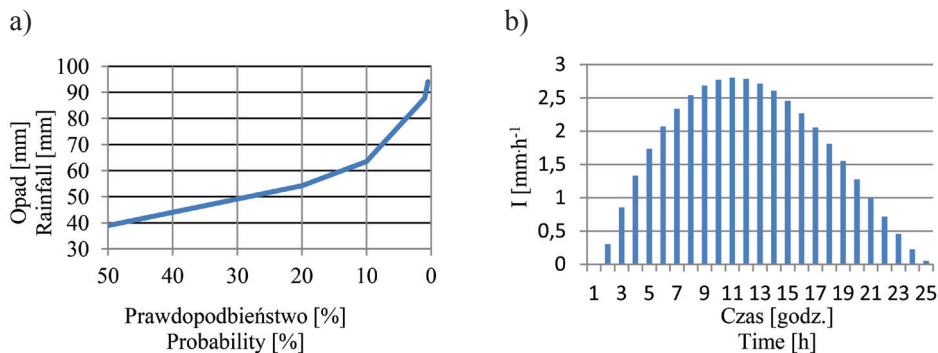 a)
Opad [mm]
Rainfall [mm]
100
90
80
70
60
50
40
30
50 40 30 20 10 0
Prawdopodbieństwo [%]
Probability [%]
b)
I [mm·h-1]
3
2,5
2
1,5
1
0,5
0
1 3 5 7 9 11 13 15 17 19 21 23 25
Czas [godz.]
Time [h]